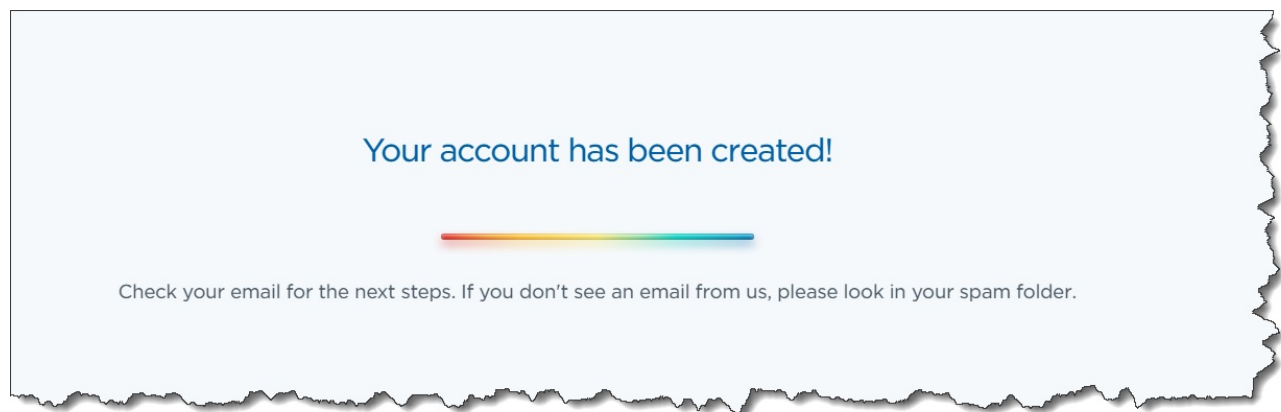 Your account has been created!
Check your email for the next steps. If you don't see an email from us, please look in your spam folder.